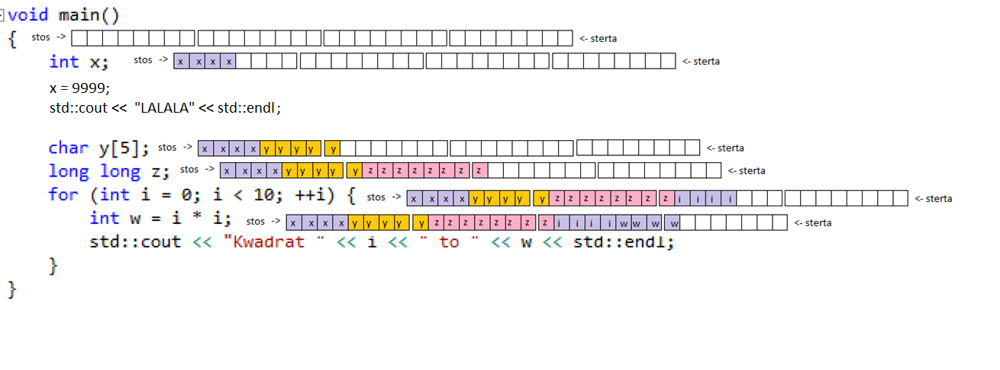 void main()
{ stos -> <- sterta
int x; stos -> x x x x <- sterta
x = 9999;
std::cout << "LALALA" << std::endl;
char y[5]; stos -> x x x x y y y y y <- sterta
long long z; stos -> x x x x y y y y y z z z z z z z z <- sterta
for (int i = 0; i < 10; ++i) { stos -> x x x x y y y y y z z z z z z z z i i i i <- sterta
int w = i * i; stos -> x x x x y y y y y z z z z z z z z i i i i w w w w <- sterta
std::cout << "Kwadrat " << i << " to " << w << std::endl;
}
}